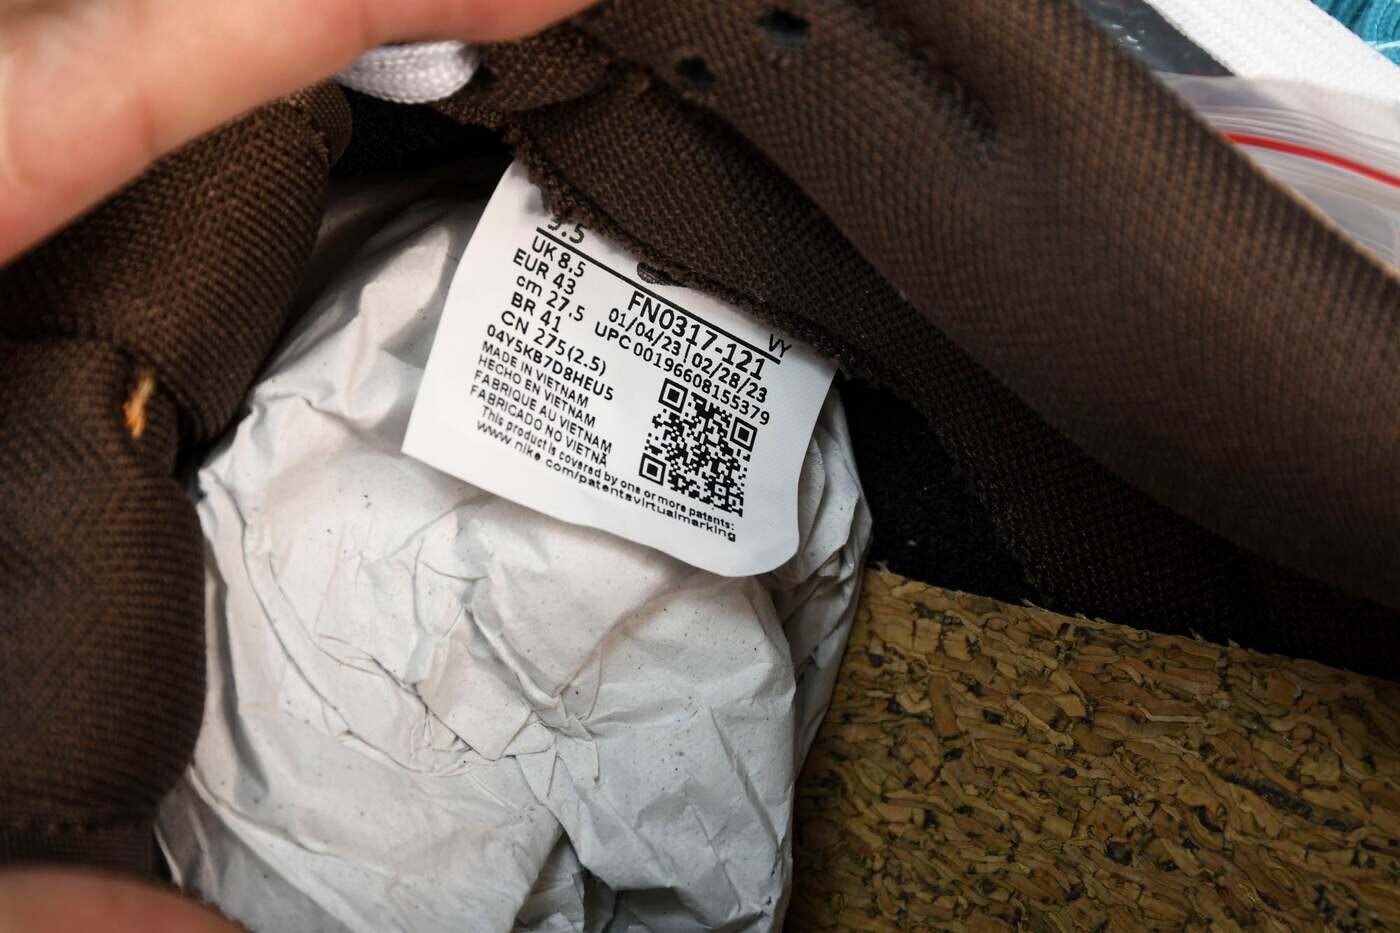 UK 8.5
EUR 43
cm 27.5
BR 41
CN 275(2.5)
04Y5KB7D8HEU5
MADE IN VIETNAM
HECHO EN VIETNAM
FABRIQUE AU VIETNAM
FABRICADO NO VIETNÃ
This product is covered by one or more patents:
www.nike.com/patentsvirtualmarking
VY
FN0317-121
01/04/23|02/28/23
UPC 00196608155379